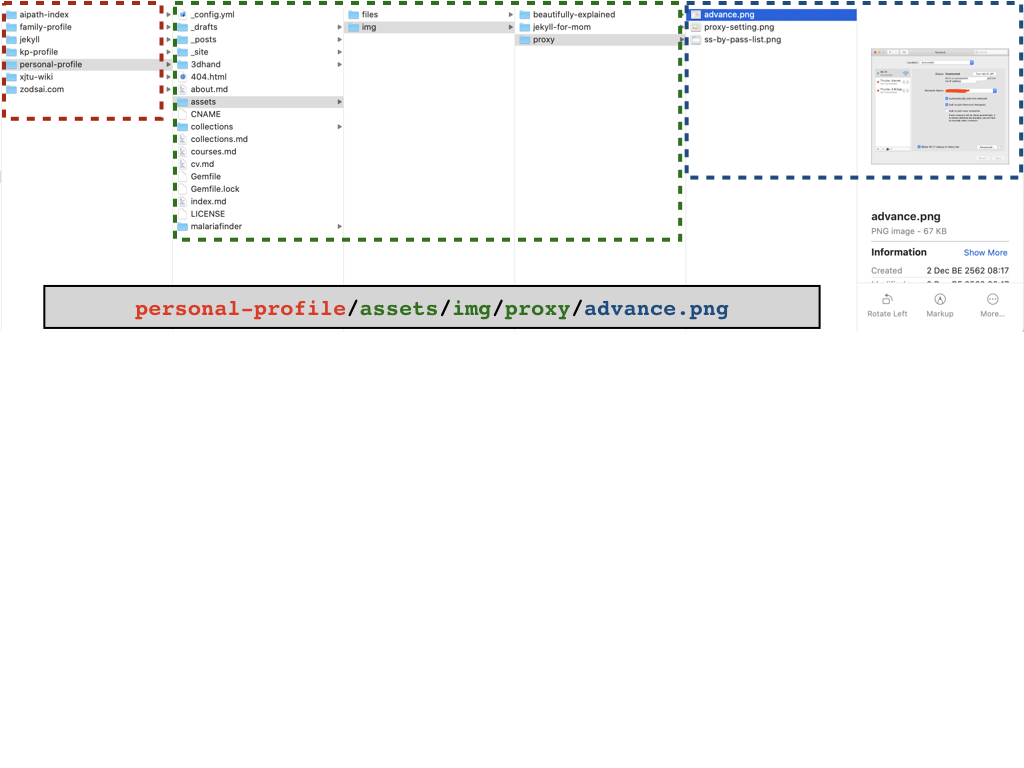 aipath-index
family-profile
jekyll
kp-profile
personal-profile
xjtu-wiki
zodsai.com
_config.yml
_drafts
_posts
_site
3dhand
404.html
about.md
assets
CNAME
collections
collections.md
courses.md
cv.md
Gemfile
Gemfile.lock
index.md
LICENSE
malariafinder
files
img
beautifully-explained
jekyll-for-mom
proxy
advance.png
proxy-setting.png
ss-by-pass-list.png
advance.png
PNG image - 67 KB
Information Show More
Created 2 Dec BE 2562 08:17
Rotate Left Markup More...
personal-profile/assets/img/proxy/advance.png